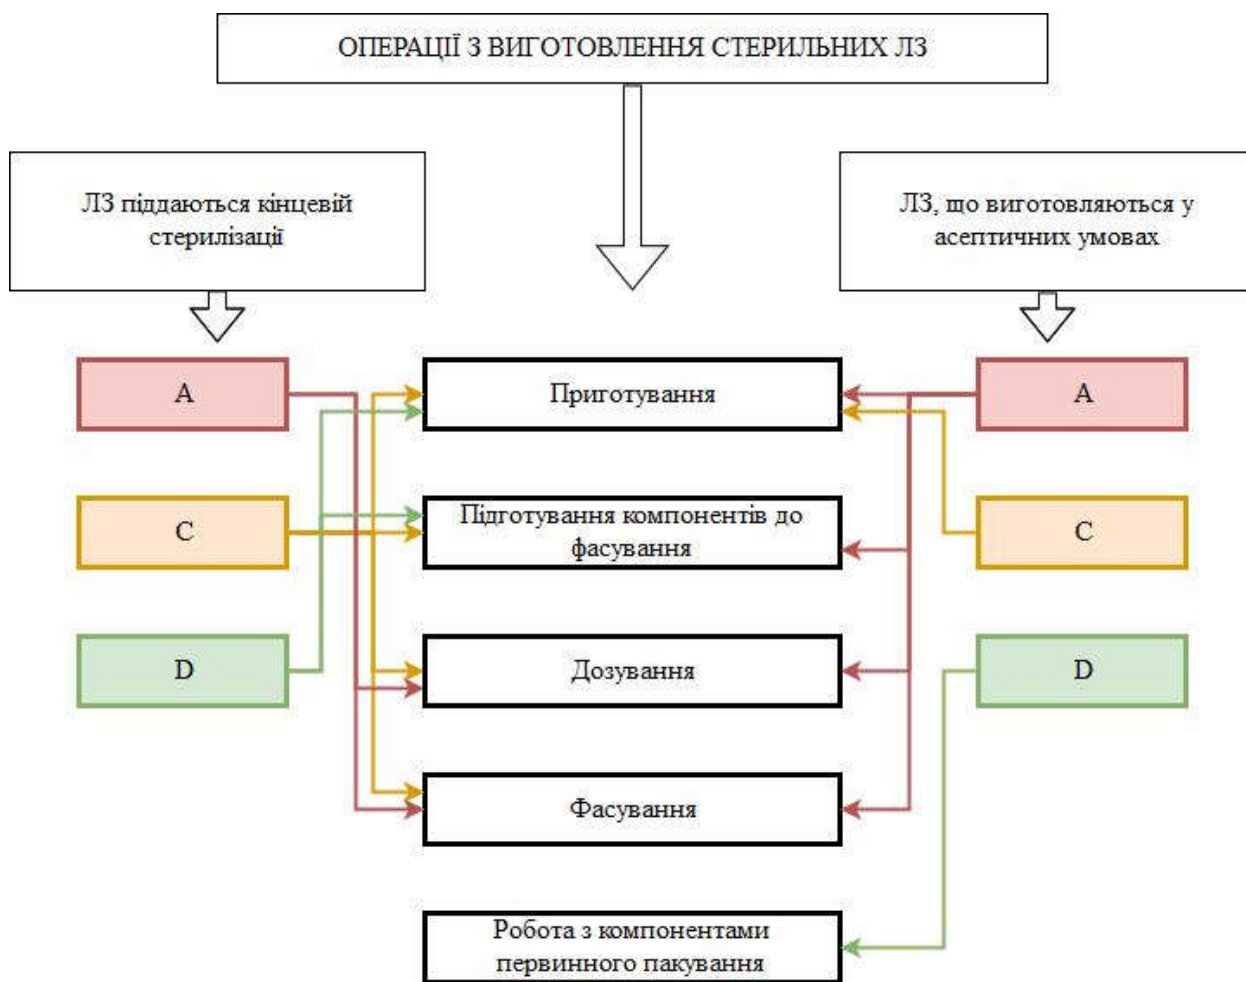 ОПЕРАЦІЇ З ВИГОТОВЛЕННЯ СТЕРИЛЬНИХ ЛЗ
ЛЗ піддаються кінцевій
стерилізації
ЛЗ, що виготовляються у
асептичних умовах
A
Приготування
A
C
Підготування компонентів до
фасування
C
D
Дозування
D
Фасування
Робота з компонентами
первинного пакування